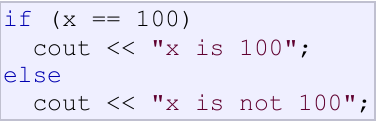 if (x == 100)
  cout << "x is 100";
else
  cout << "x is not 100";